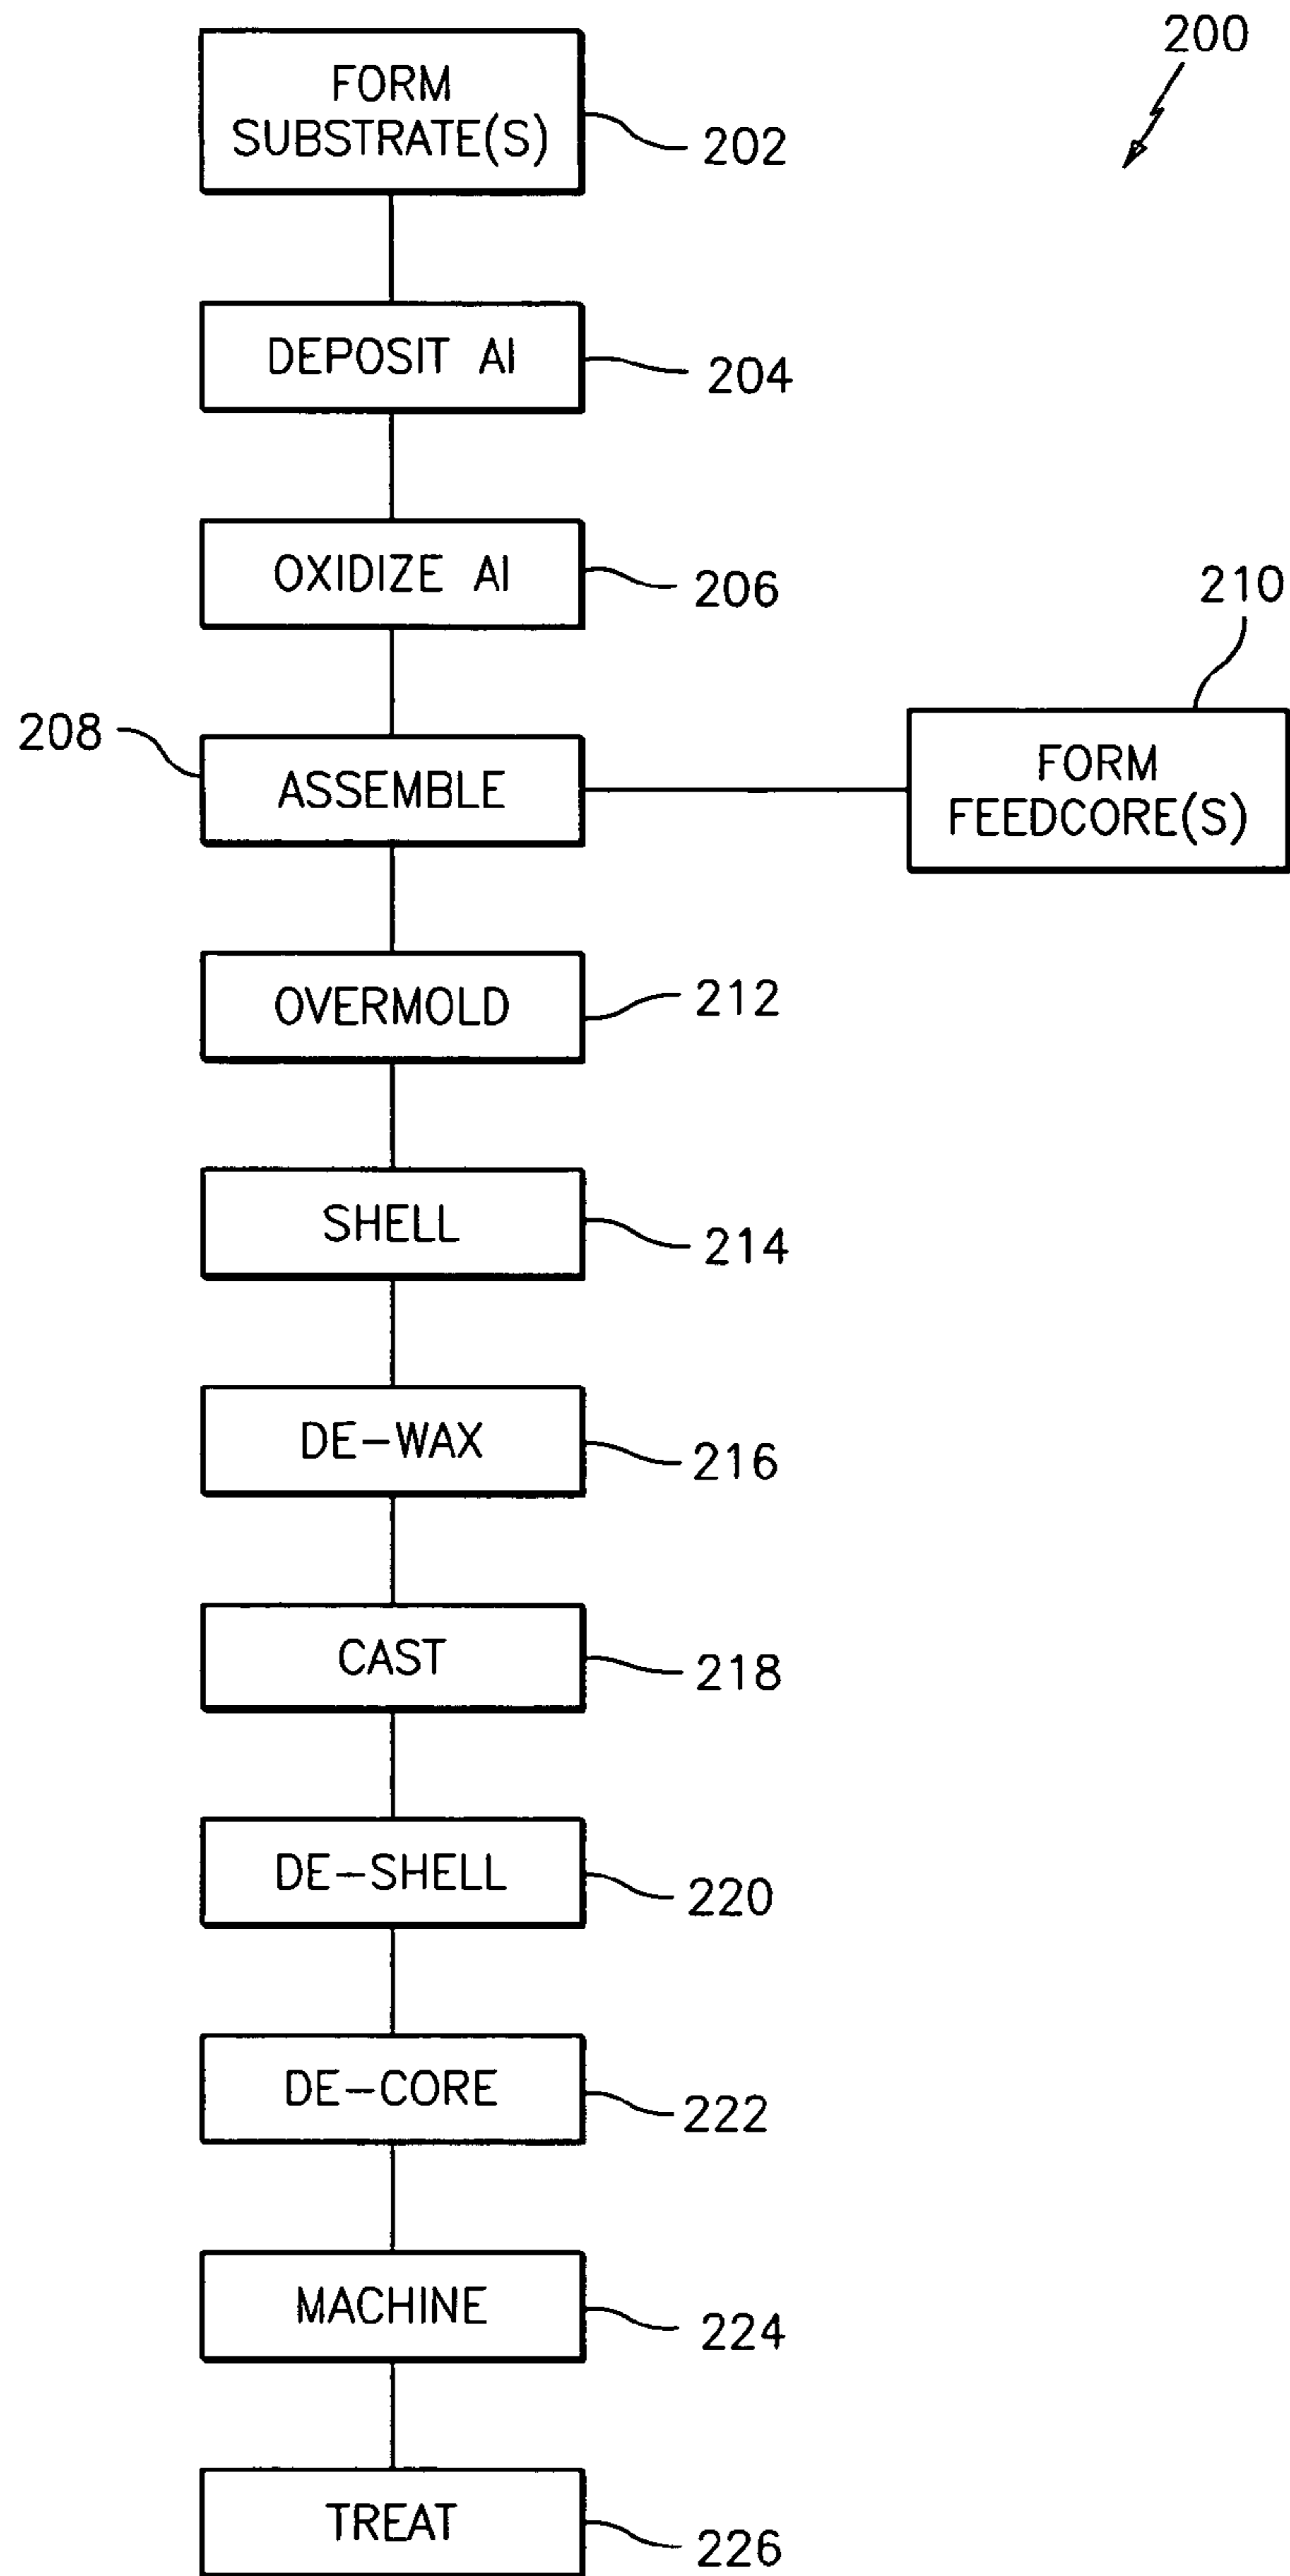 200
FORM
SUBSTRATE(S)
202
DEPOSIT Al
204
OXIDIZE Al
206
210
208
ASSEMBLE
FORM
FEEDCORE(S)
OVERMOLD
212
SHELL
214
DE-WAX
216
CAST
218
DE-SHELL
220
DE-CORE
222
MACHINE
224
TREAT
226